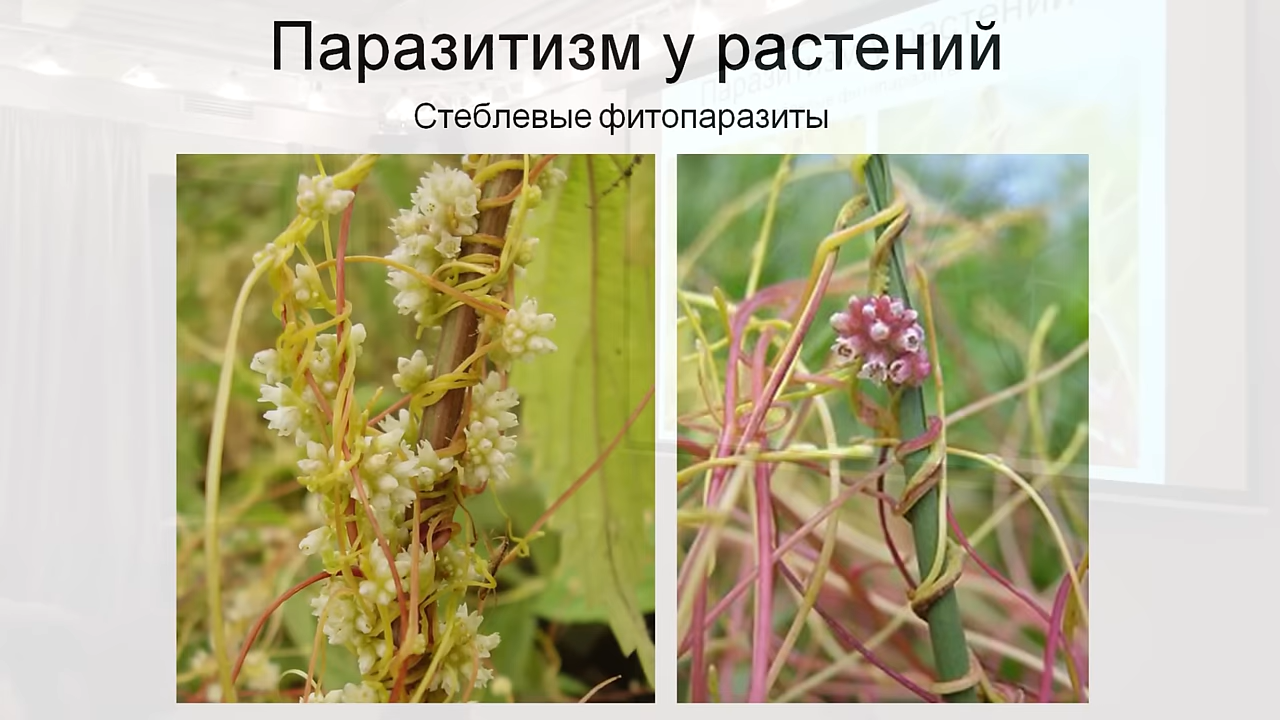 Паразитизм у растений
Стеблевые фитопаразиты